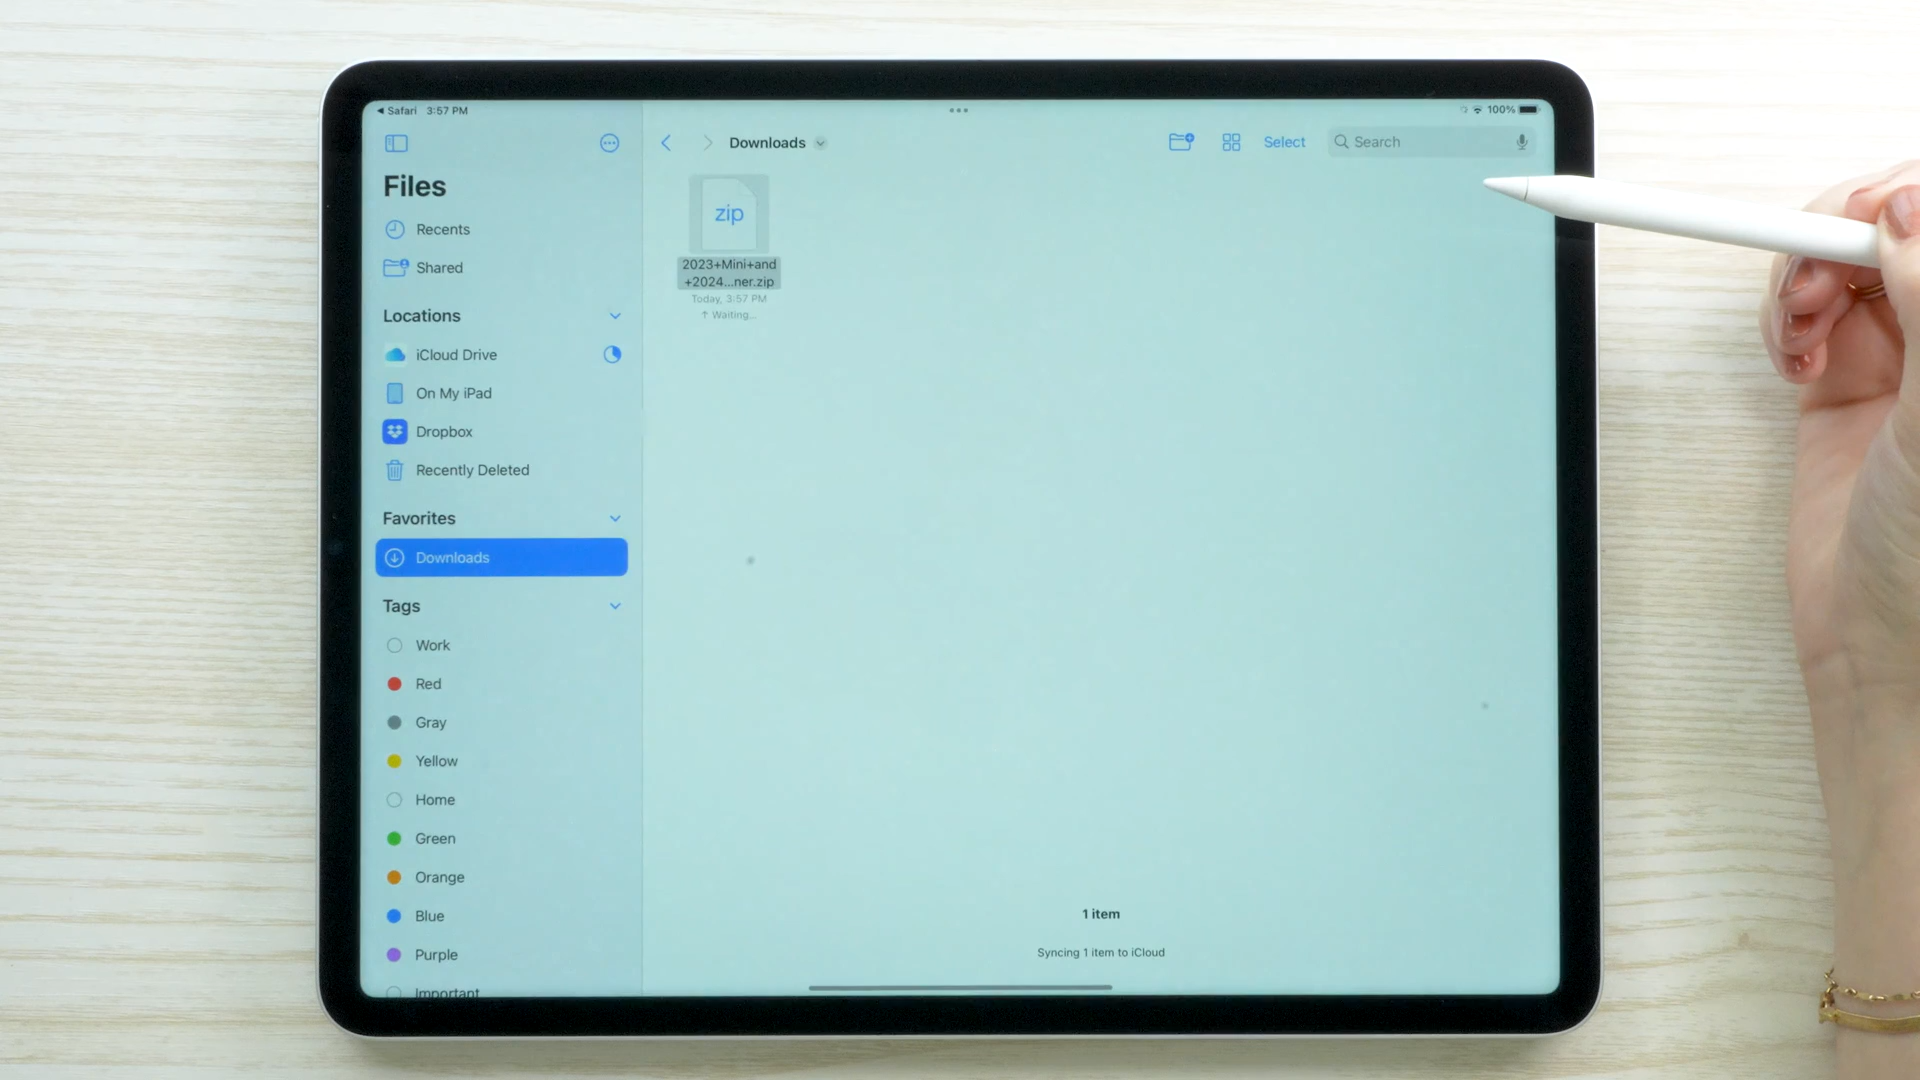 ◀ Safari 3:57 PM
100%
Files
Recents
Shared
Locations
iCloud Drive
On My iPad
Dropbox
Recently Deleted
Favorites
Downloads
Tags
Work
Red
Gray
Yellow
Home
Green
Orange
Blue
Purple
Important
Downloads
Select
Search
zip
2023+Mini+and
+2024...ner.zip
Today, 3:57 PM
↑ Waiting...
1 item
Syncing 1 item to iCloud